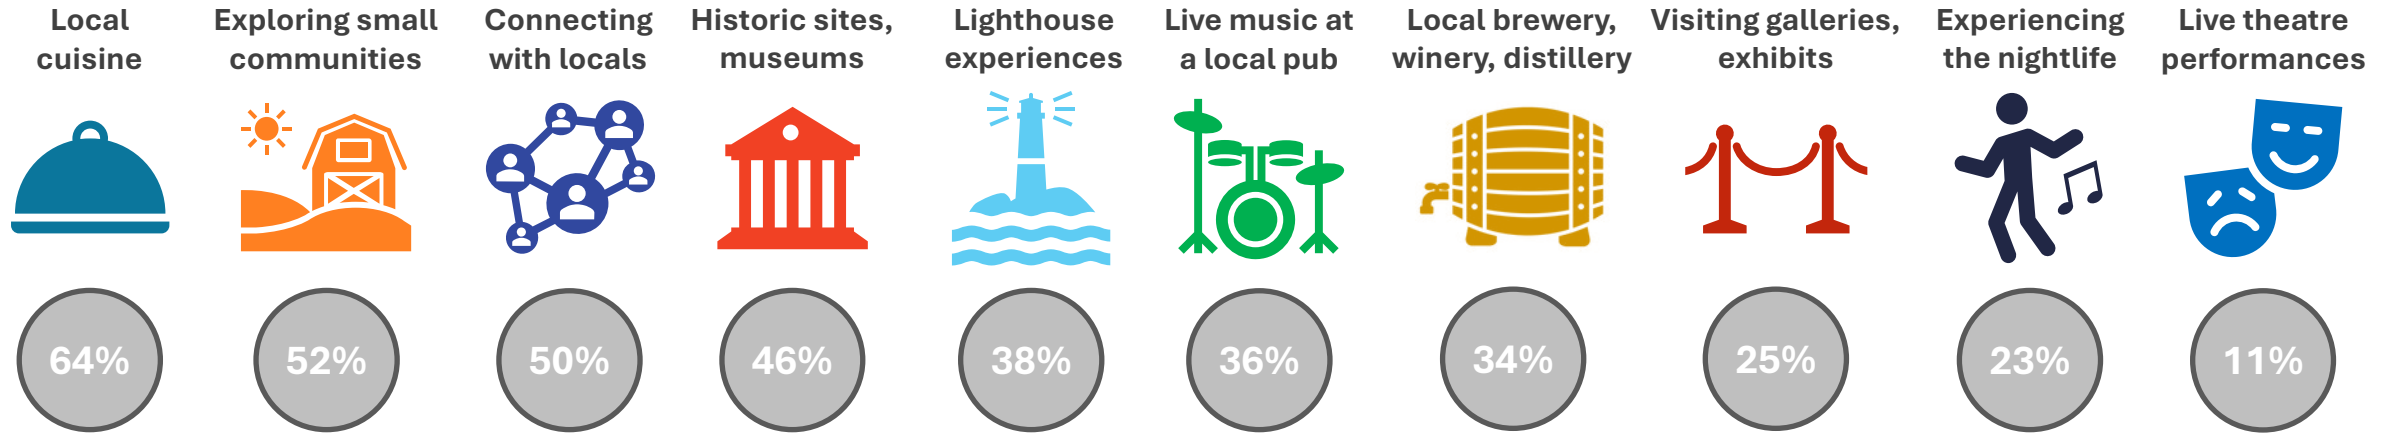 Local
cuisine
Exploring small
communities
Connecting
with locals
Historic sites,
museums
Lighthouse
experiences
Live music at
a local pub
Local brewery,
winery, distillery
Visiting galleries,
exhibits
Experiencing
the nightlife
Live theatre
performances
64%
52%
50%
46%
38%
36%
34%
25%
23%
11%